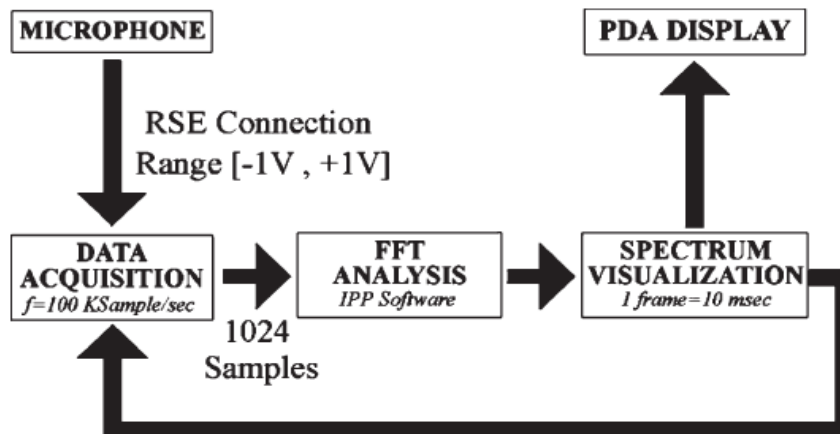 MICROPHONE
PDA DISPLAY
RSE Connection
Range [-1V , +1V]
DATA
ACQUISITION
f=100 KSample/sec
1024
Samples
FFT
ANALYSIS
IPP Software
SPECTRUM
VISUALIZATION
1 frame=10 msec